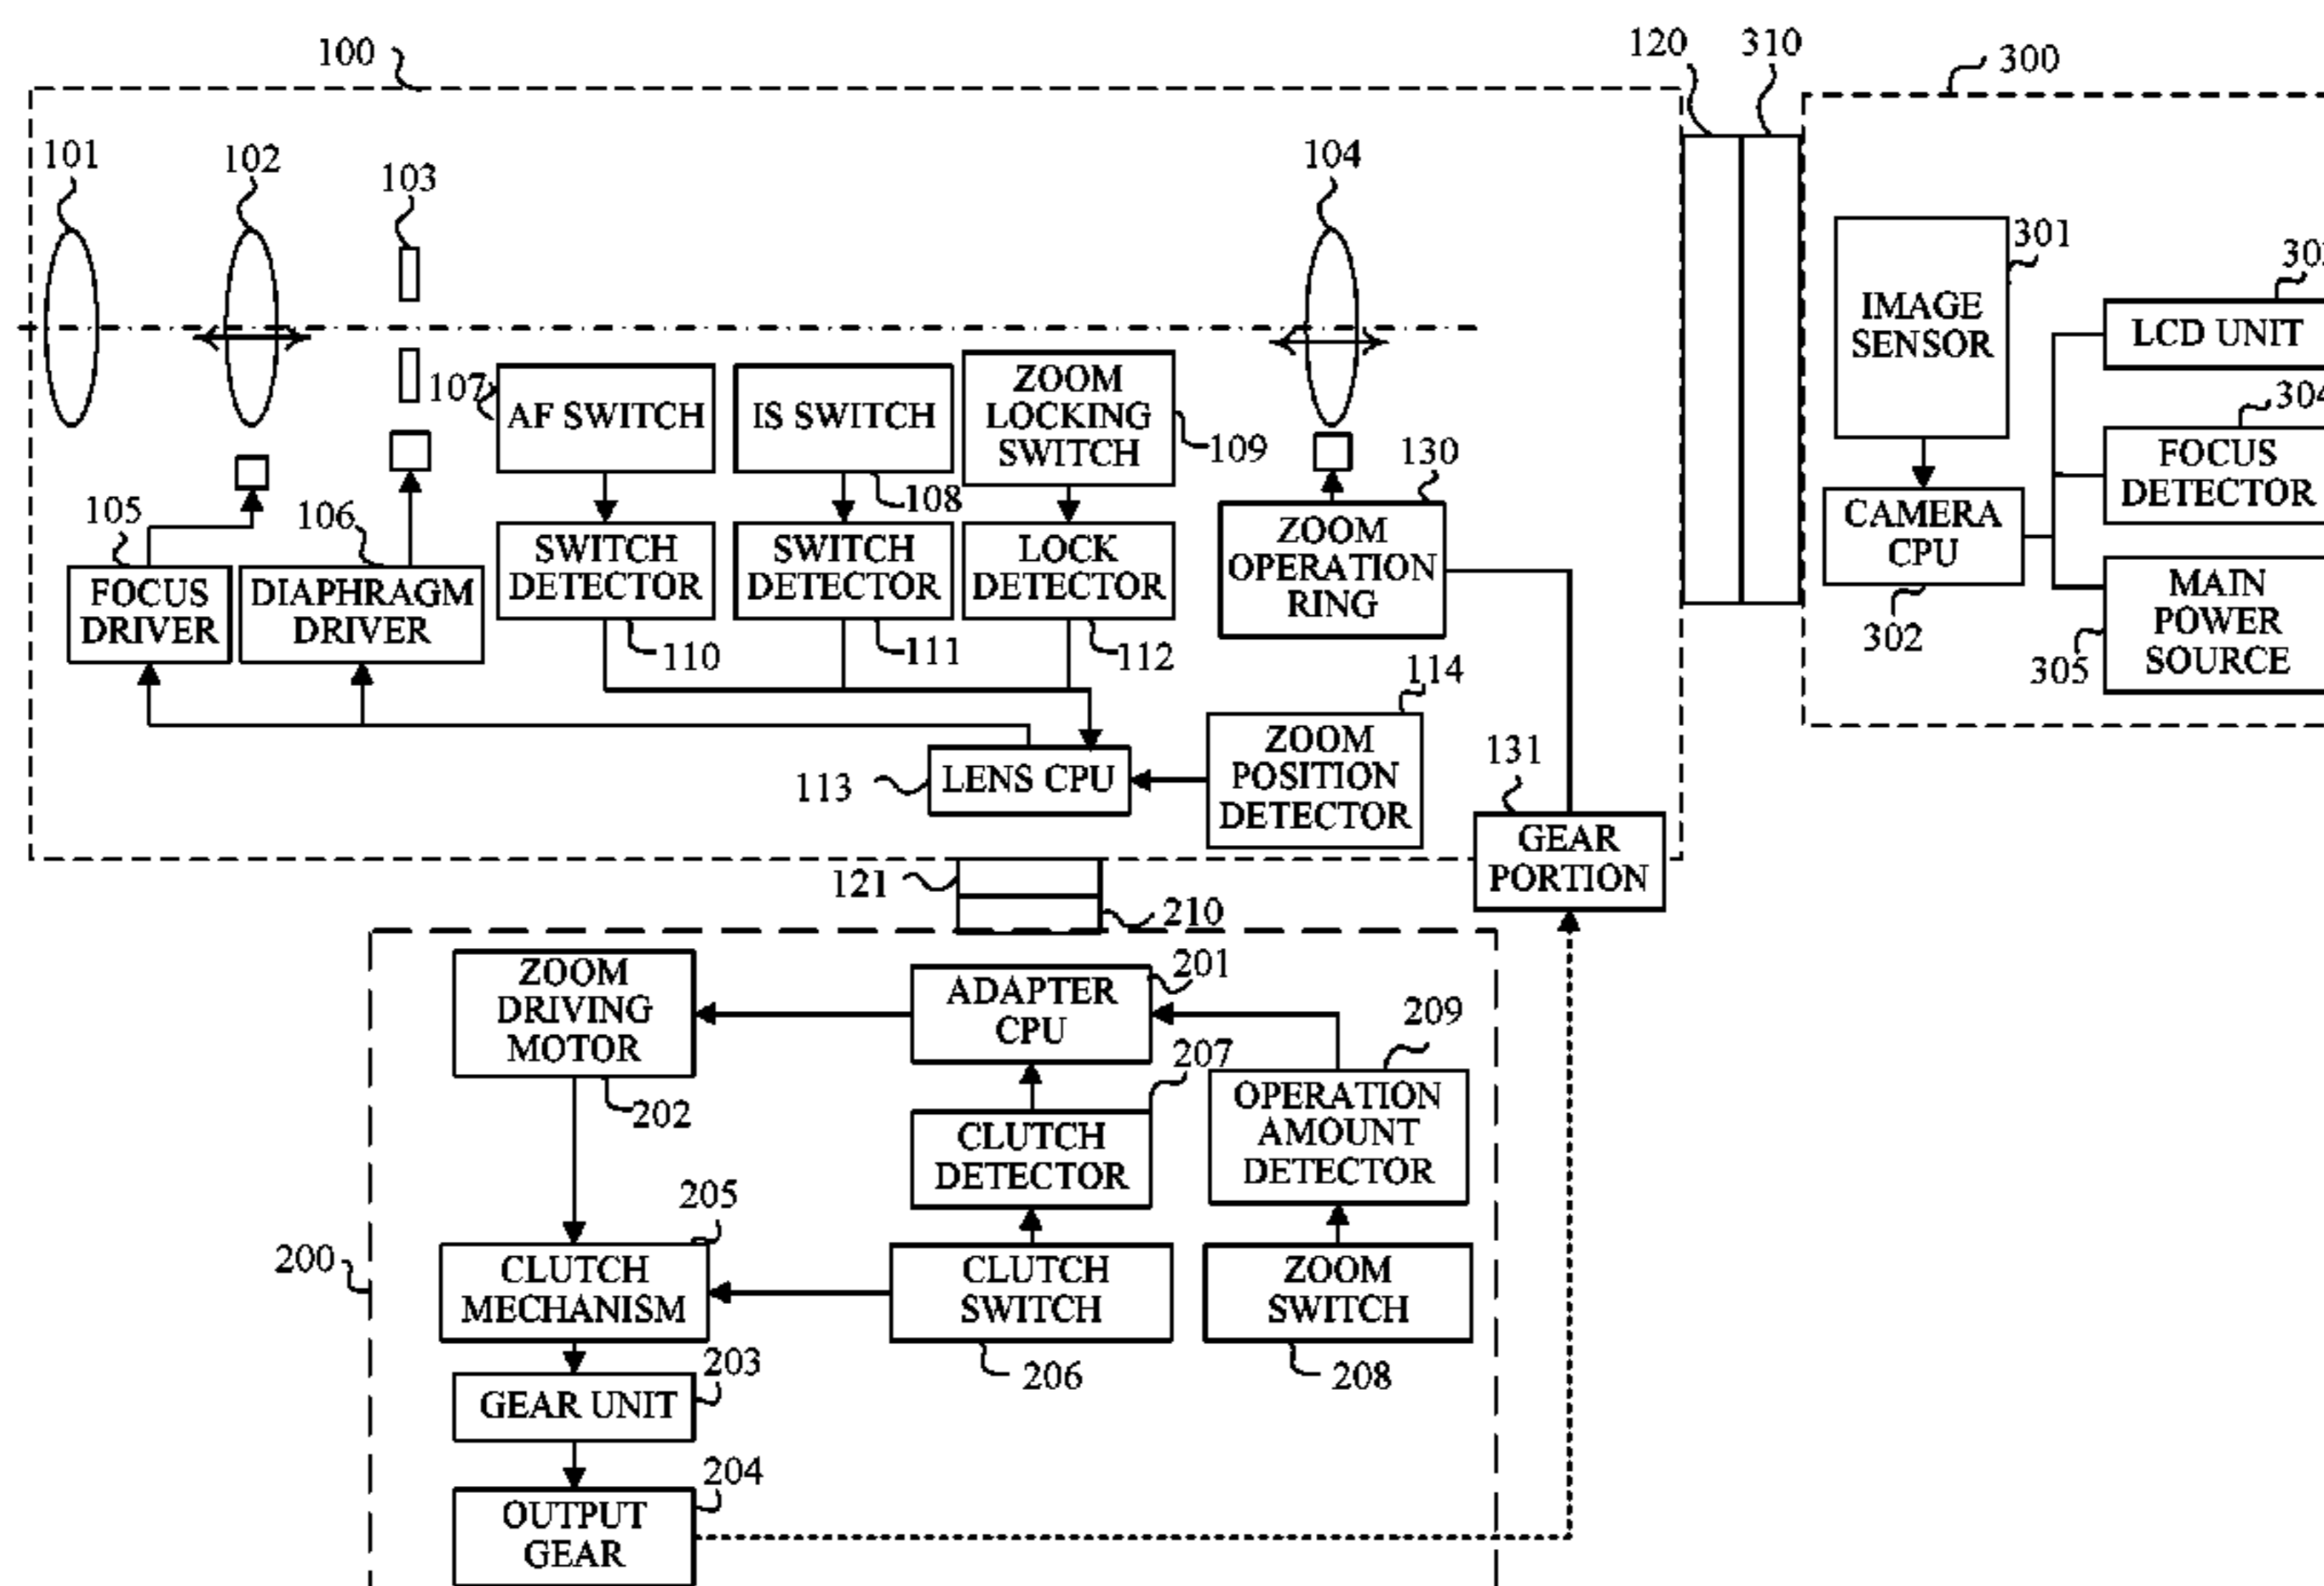 100
120
310
300
101
102
103
104
301
IMAGE
SENSOR
LCD UNIT
304
107
AF SWITCH
IS SWITCH
ZOOM
LOCKING
SWITCH
109
108
130
FOCUS
DETECTOR
105
106
SWITCH
DETECTOR
SWITCH
DETECTOR
LOCK
DETECTOR
ZOOM
OPERATION
RING
CAMERA
CPU
302
FOCUS
DRIVER
DIAPHRAGM
DRIVER
110
111
112
MAIN
POWER
SOURCE
305
114
113
LENS CPU
ZOOM
POSITION
DETECTOR
131
GEAR
PORTION
121
210
ZOOM
DRIVING
MOTOR
202
ADAPTER
CPU
201
209
207
CLUTCH
DETECTOR
OPERATION
AMOUNT
DETECTOR
205
200
CLUTCH
MECHANISM
CLUTCH
SWITCH
206
ZOOM
SWITCH
208
203
GEAR UNIT
204
OUTPUT
GEAR